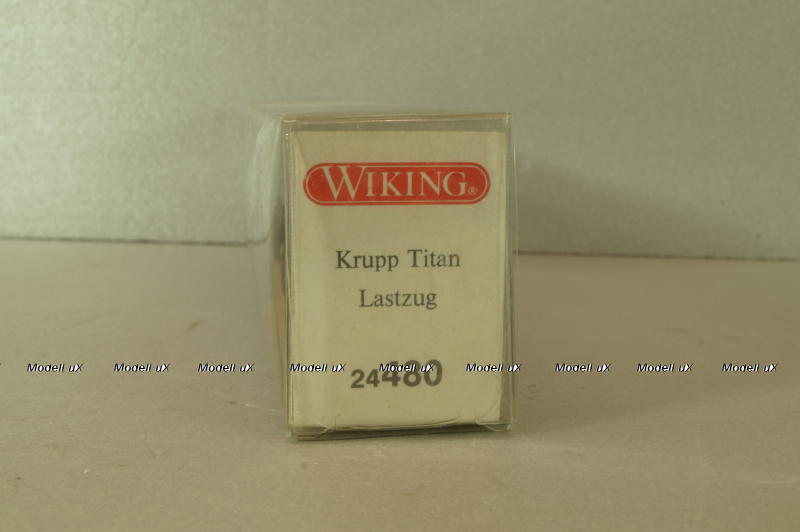 WIKING®
Krupp Titan
Lastzug
24480
Modell uX Modell uX Modell uX Modell uX Modell uX Modell uX Modell uX Modell uX Modell uX